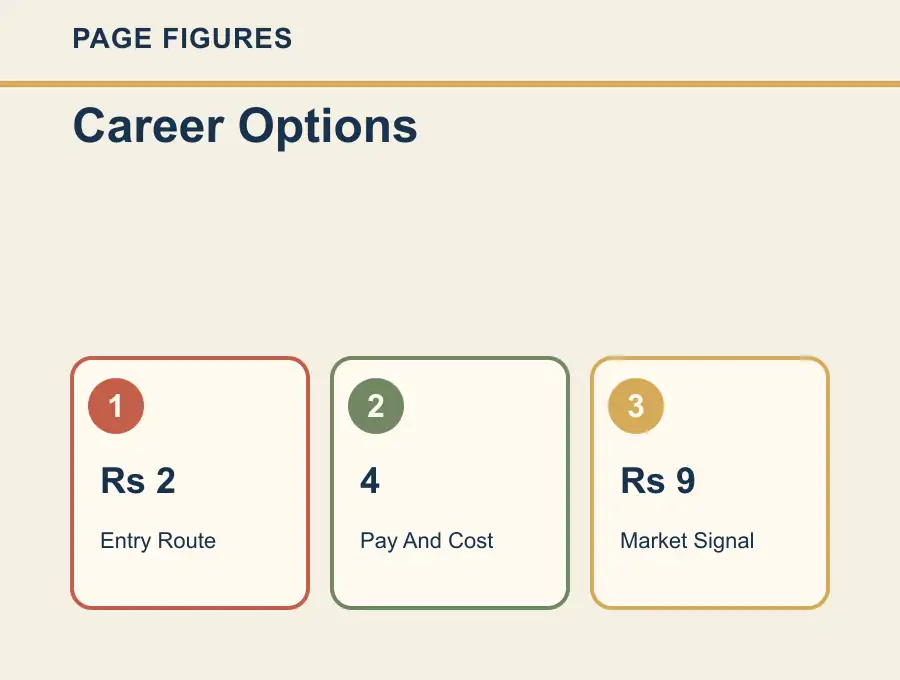 PAGE FIGURES
Career Options
1
Rs 2
Entry Route
2
4
Pay And Cost
3
Rs 9
Market Signal